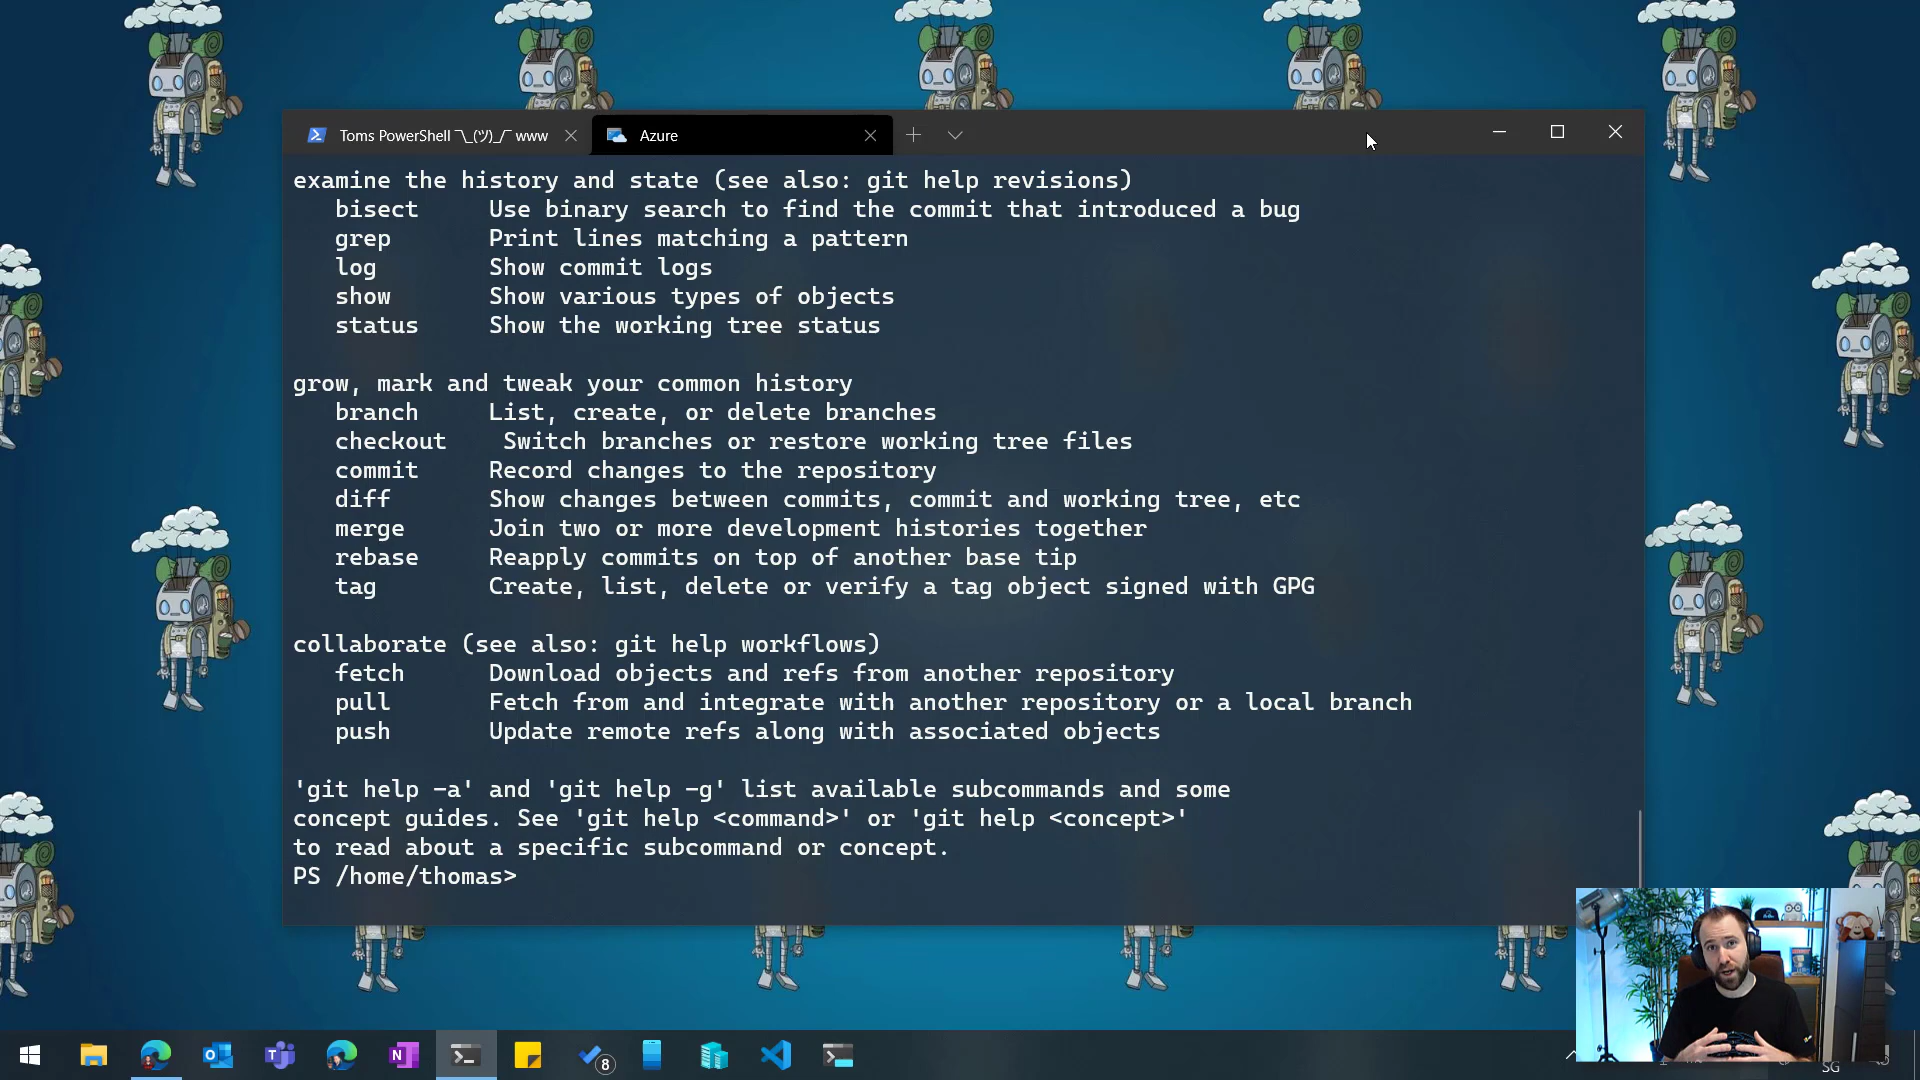 Toms PowerShell ¯\_(ツ)_/¯ www
Azure
examine the history and state (see also: git help revisions)
bisect Use binary search to find the commit that introduced a bug
grep Print lines matching a pattern
log Show commit logs
show Show various types of objects
status Show the working tree status
grow, mark and tweak your common history
branch List, create, or delete branches
checkout Switch branches or restore working tree files
commit Record changes to the repository
diff Show changes between commits, commit and working tree, etc
merge Join two or more development histories together
rebase Reapply commits on top of another base tip
tag Create, list, delete or verify a tag object signed with GPG
collaborate (see also: git help workflows)
fetch Download objects and refs from another repository
pull Fetch from and integrate with another repository or a local branch
push Update remote refs along with associated objects
'git help -a' and 'git help -g' list available subcommands and some
concept guides. See 'git help <command>' or 'git help <concept>'
to read about a specific subcommand or concept.
PS /home/thomas>
8
SG